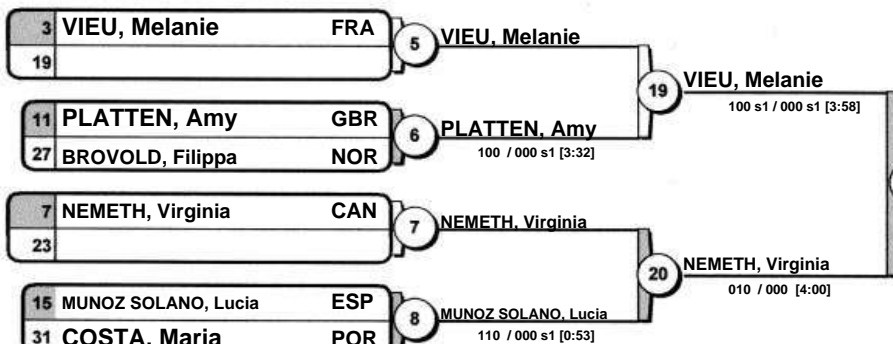 3 VIEU, Melanie FRA
19
5
VIEU, Melanie
11 PLATTEN, Amy GBR
27 BROVOLD, Filippa NOR
6
PLATTEN, Amy
100 / 000 s1 [3:32]
19
VIEU, Melanie
100 s1 / 000 s1 [3:58]
7 NEMETH, Virginia CAN
23
7
NEMETH, Virginia
15 MUNOZ SOLANO, Lucia ESP
31 COSTA, Maria POR
8
MUNOZ SOLANO, Lucia
110 / 000 s1 [0:53]
20
NEMETH, Virginia
010 / 000 [4:00]